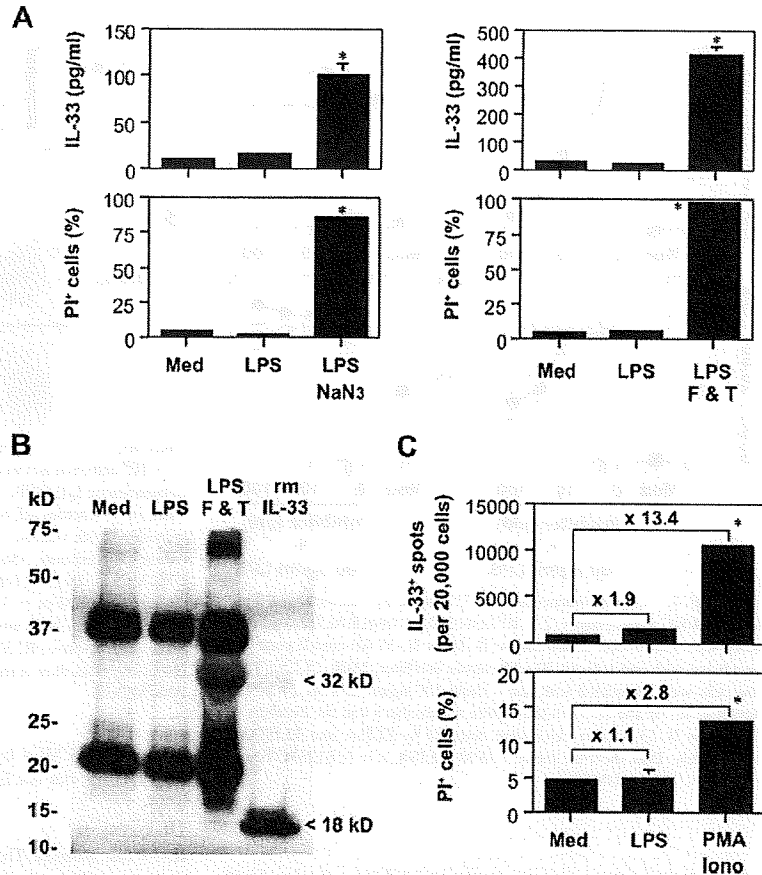 A
IL-33 (pg/ml)
150
100
50
0
*
IL-33 (pg/ml)
500
400
300
200
100
0
*
PI+ cells (%)
100
75
50
25
0
*
PI+ cells (%)
100
75
50
25
0
*
Med LPS LPS
NaN3
Med LPS LPS
F & T
B
kD
Med LPS LPS
F & T rm
IL-33
75-
50-
37-
25-
20-
15-
10-
< 32 kD
< 18 kD
C
IL-33+ spots
(per 20,000 cells)
15000
10000
5000
0
x 13.4
*
x 1.9
PI+ cells (%)
20
15
10
5
0
x 2.8
*
x 1.1
Med LPS PMA
Iono